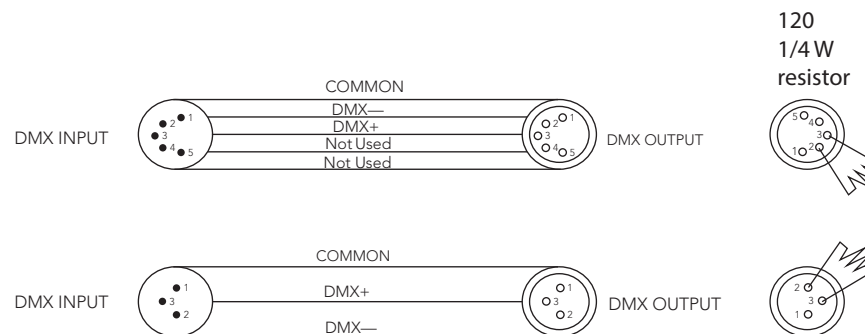 120
1/4 W
resistor
COMMON
DMX—
DMX+
Not Used
Not Used
DMX INPUT
1
2
3
4
5
1
2
3
4
5
DMX OUTPUT
5
4
3
2
1
COMMON
DMX+
DMX—
DMX INPUT
1
3
2
1
3
2
DMX OUTPUT
2
3
1